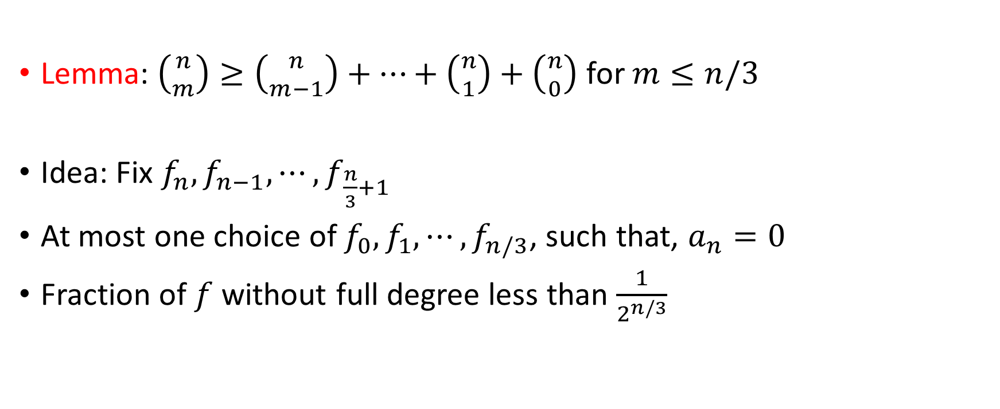 • Lemma: $\binom{n}{m} \geq \binom{n}{m-1} + \cdots + \binom{n}{1} + \binom{n}{0}$ for $m \leq n/3$
• Idea: Fix $f_n, f_{n-1}, \cdots, f_{\frac{n}{3}+1}$
• At most one choice of $f_0, f_1, \cdots, f_{n/3}$, such that, $a_n = 0$
• Fraction of $f$ without full degree less than $\frac{1}{2^{n/3}}$